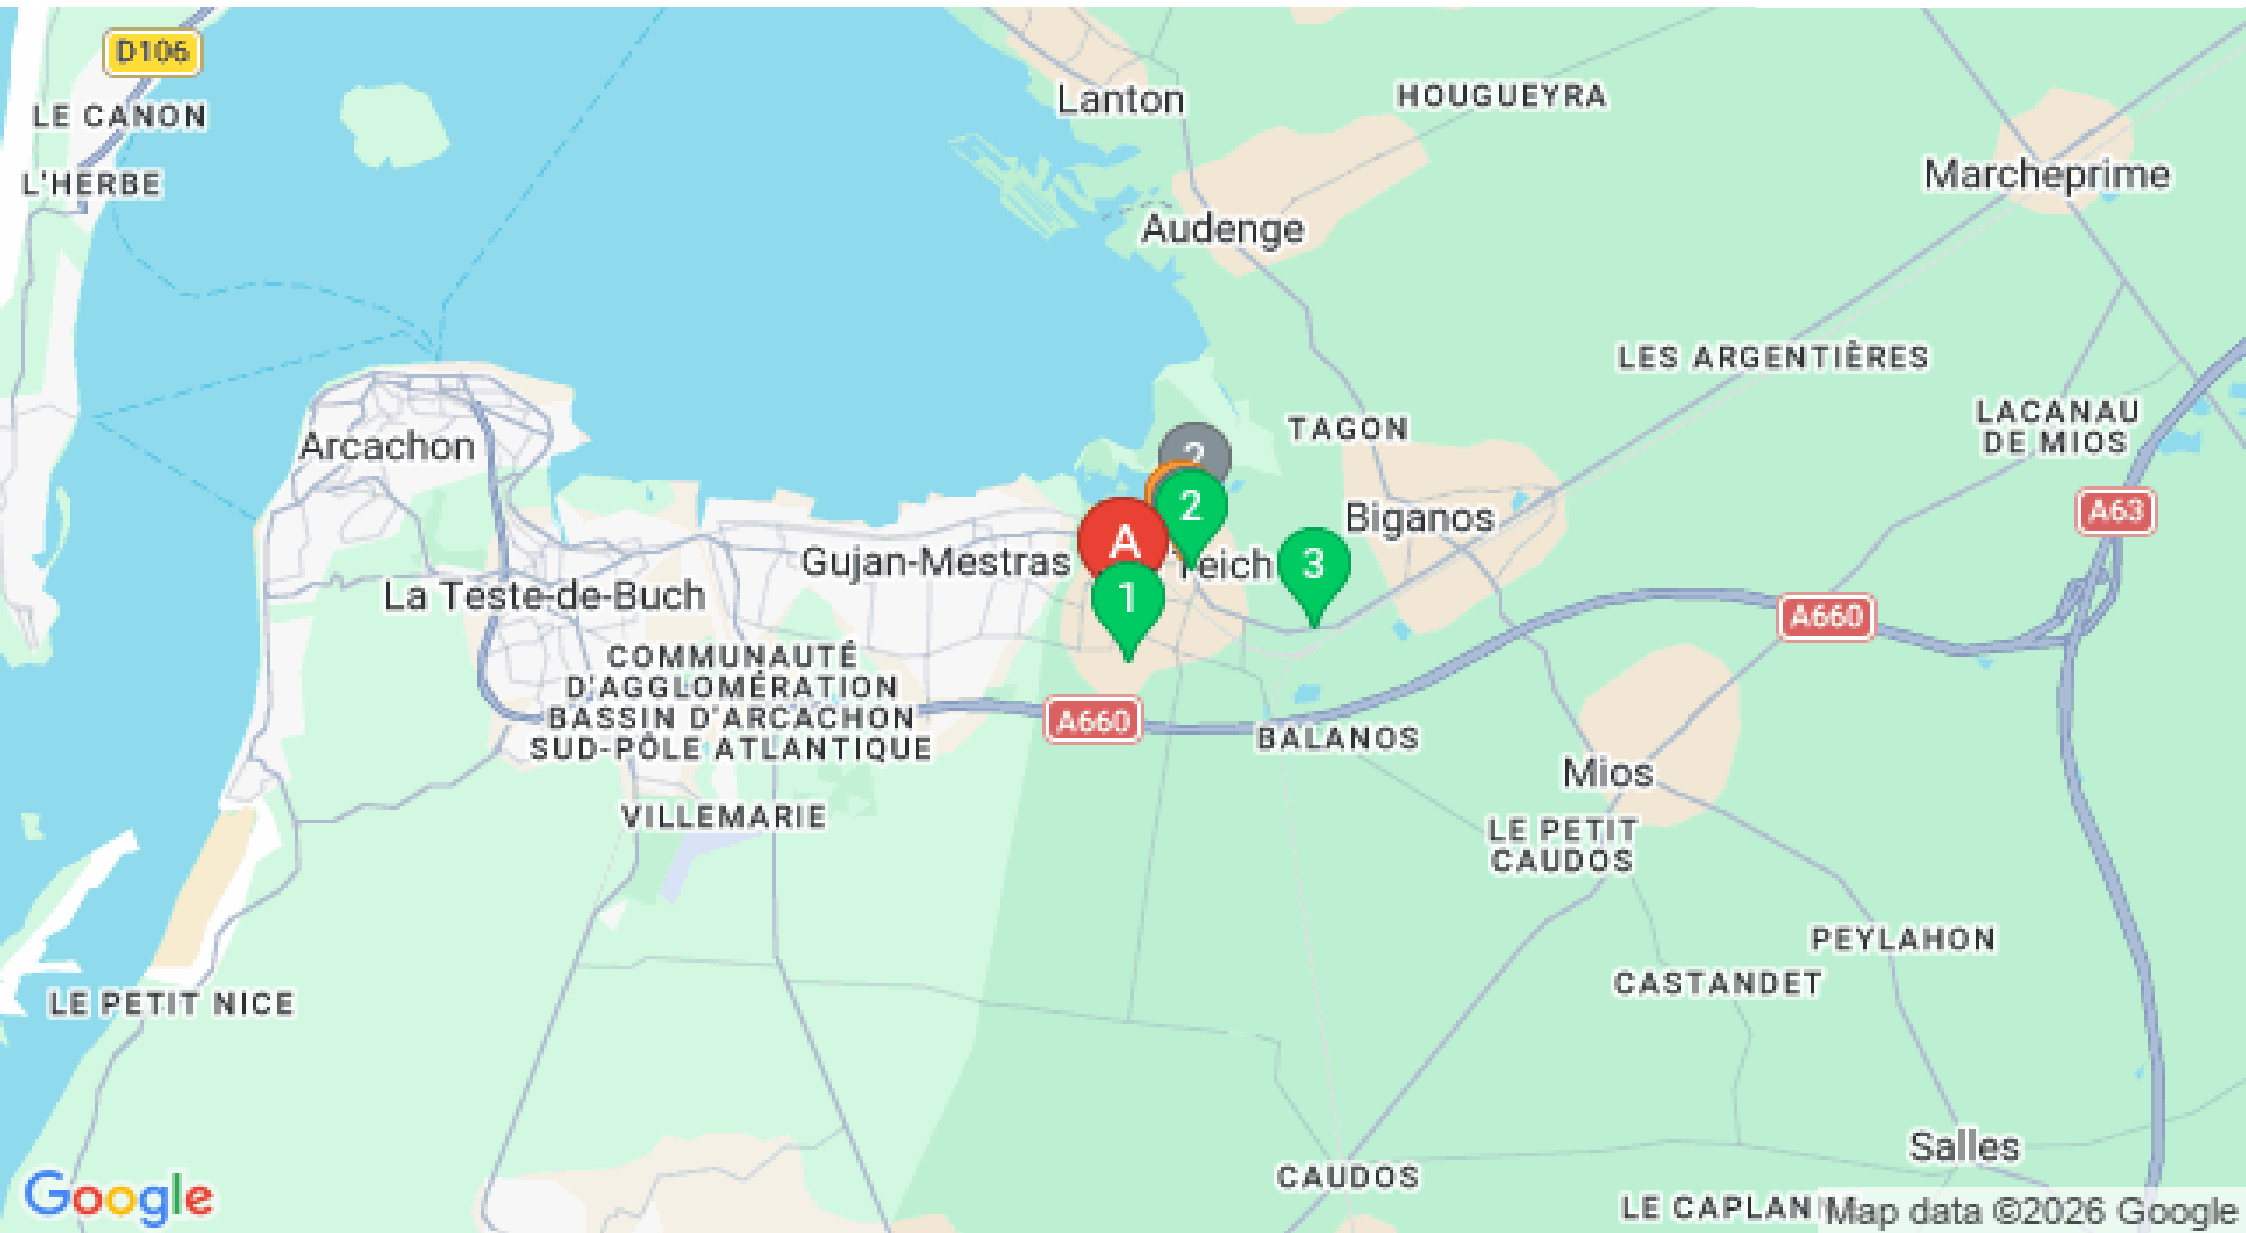 D106
LE CANON
L'HERBE
Lanton
HOUGUEYRA
Marcheprime
Audenge
LES ARGENTIÈRES
LACANAU
DE MIOS
TAGON
Arcachon
2
2
A63
Biganos
A
Gujan-Mestras
Teich
3
1
La Teste-de-Buch
A660
COMMUNAUTÉ
D'AGGLOMÉRATION
BASSIN D'ARCACHON
SUD-PÔLE ATLANTIQUE
A660
BALANOS
Mios
VILLEMARIE
LE PETIT
CAUDOS
PEYLAHON
CASTANDET
LE PETIT NICE
Salles
CAUDOS
Google
LE CAPLAN
Map data ©2026 Google